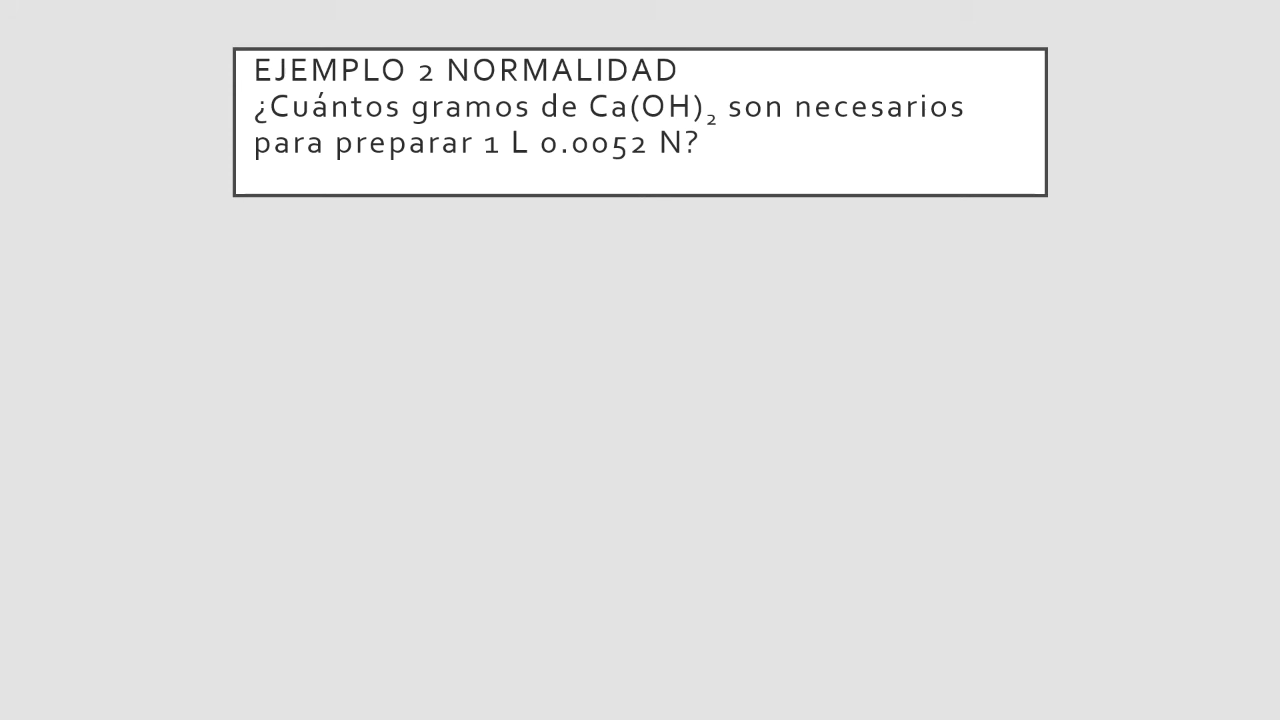 EJEMPLO 2 NORMALIDAD
¿Cuántos gramos de Ca(OH)₂ son necesarios
para preparar 1 L 0.0052 N?